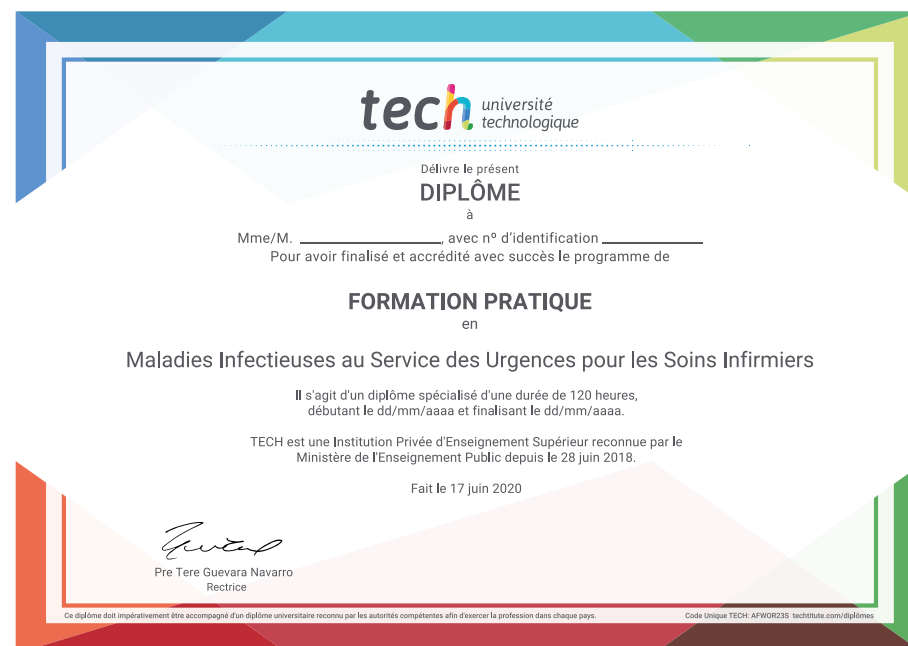 tech université
technologique
Délivre le présent
DIPLÔME
à
Mme/M. ____________________, avec nº d'identification ______________
Pour avoir finalisé et accrédité avec succès le programme de
FORMATION PRATIQUE
en
Maladies Infectieuses au Service des Urgences pour les Soins Infirmiers
Il s'agit d'un diplôme spécialisé d'une durée de 120 heures,
débutant le dd/mm/aaaa et finalisant le dd/mm/aaaa.
TECH est une Institution Privée d'Enseignement Supérieur reconnue par le
Ministère de l'Enseignement Public depuis le 28 juin 2018.
Fait le 17 juin 2020
Pre Tere Guevara Navarro
Rectrice
Ce diplôme doit impérativement être accompagné d'un diplôme universitaire reconnu par les autorités compétentes afin d'exercer la profession dans chaque pays.
Code Unique TECH: AFWOR23S techtitute.com/diplômes